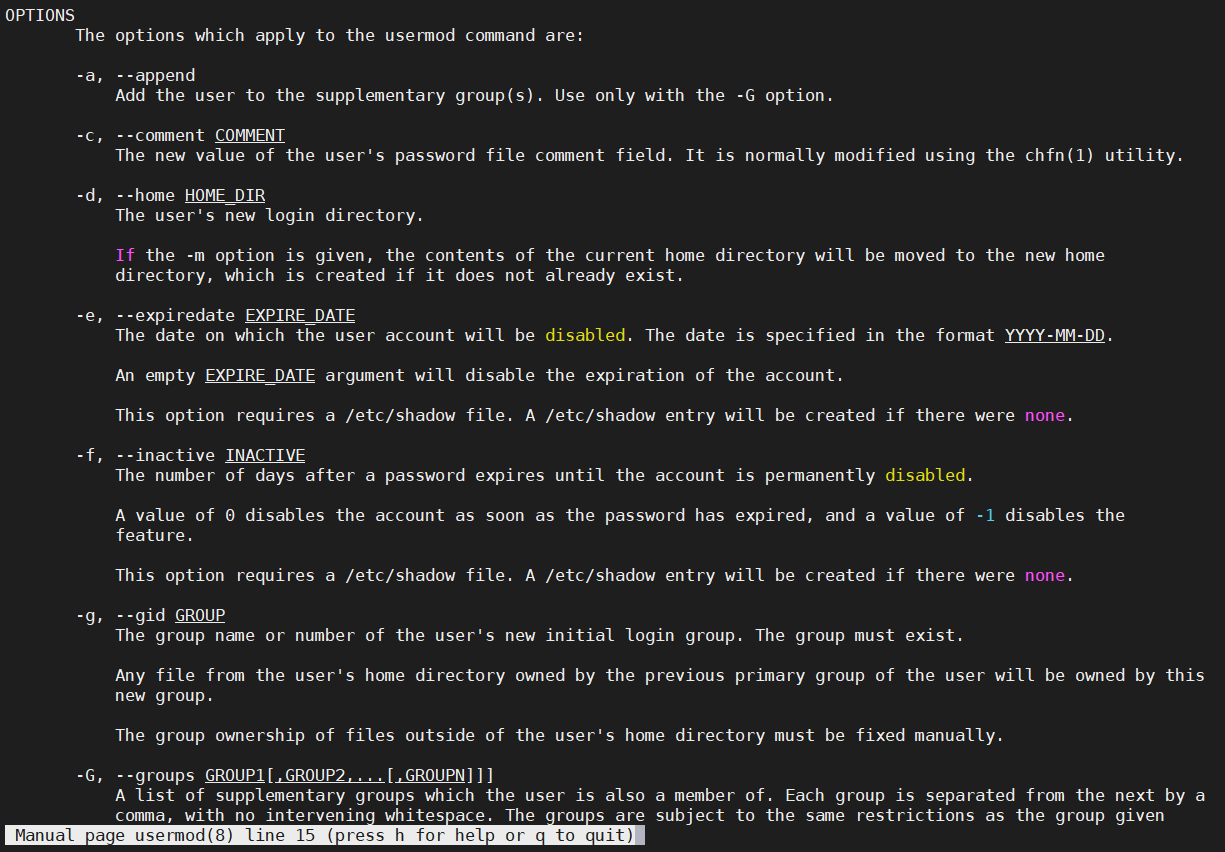 OPTIONS
The options which apply to the usermod command are:
-a, --append
Add the user to the supplementary group(s). Use only with the -G option.
-c, --comment COMMENT
The new value of the user's password file comment field. It is normally modified using the chfn(1) utility.
-d, --home HOME_DIR
The user's new login directory.
If the -m option is given, the contents of the current home directory will be moved to the new home
directory, which is created if it does not already exist.
-e, --expiredate EXPIRE_DATE
The date on which the user account will be disabled. The date is specified in the format YYYY-MM-DD.
An empty EXPIRE_DATE argument will disable the expiration of the account.
This option requires a /etc/shadow file. A /etc/shadow entry will be created if there were none.
-f, --inactive INACTIVE
The number of days after a password expires until the account is permanently disabled.
A value of 0 disables the account as soon as the password has expired, and a value of -1 disables the
feature.
This option requires a /etc/shadow file. A /etc/shadow entry will be created if there were none.
-g, --gid GROUP
The group name or number of the user's new initial login group. The group must exist.
Any file from the user's home directory owned by the previous primary group of the user will be owned by this
new group.
The group ownership of files outside of the user's home directory must be fixed manually.
-G, --groups GROUP1[,GROUP2,...[,GROUPN]]]
A list of supplementary groups which the user is also a member of. Each group is separated from the next by a
comma, with no intervening whitespace. The groups are subject to the same restrictions as the group given
Manual page usermod(8) line 15 (press h for help or q to quit)